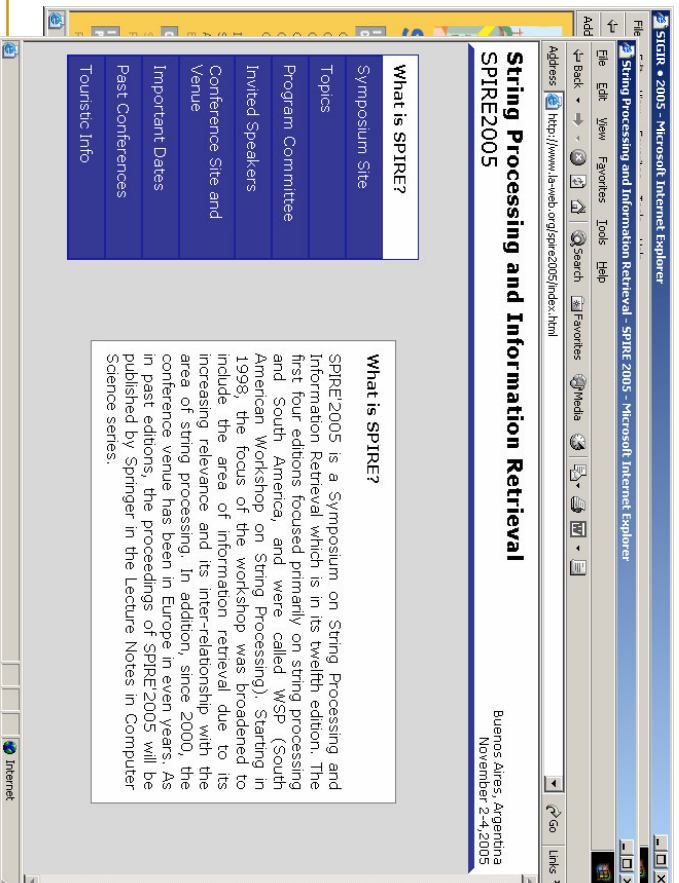 SIGIR • 2005 - Microsoft Internet Explorer
File
Add
String Processing and Information Retrieval - SPIRE 2005 - Microsoft Internet Explorer
File Edit View Favorites Tools Help
Back Search Favorites Media
Address http://www.la-web.org/spire2005/index.html Go Links
String Processing and Information Retrieval
SPIRE2005
Buenos Aires, Argentina
November 2-4,2005
What is SPIRE?
Symposium Site
Topics
Program Committee
Invited Speakers
Conference Site and
Venue
Important Dates
Past Conferences
Touristic Info
What is SPIRE?
SPIRE'2005 is a Symposium on String Processing and
Information Retrieval which is in its twelfth edition. The
first four editions focused primarily on string processing
and South America, and were called WSP (South
American Workshop on String Processing). Starting in
1998, the focus of the workshop was broadened to
include the area of information retrieval due to its
increasing relevance and its inter-relationship with the
area of string processing. In addition, since 2000, the
conference venue has been in Europe in even years. As
in past editions, the proceedings of SPIRE'2005 will be
published by Springer in the Lecture Notes in Computer
Science series.
Internet